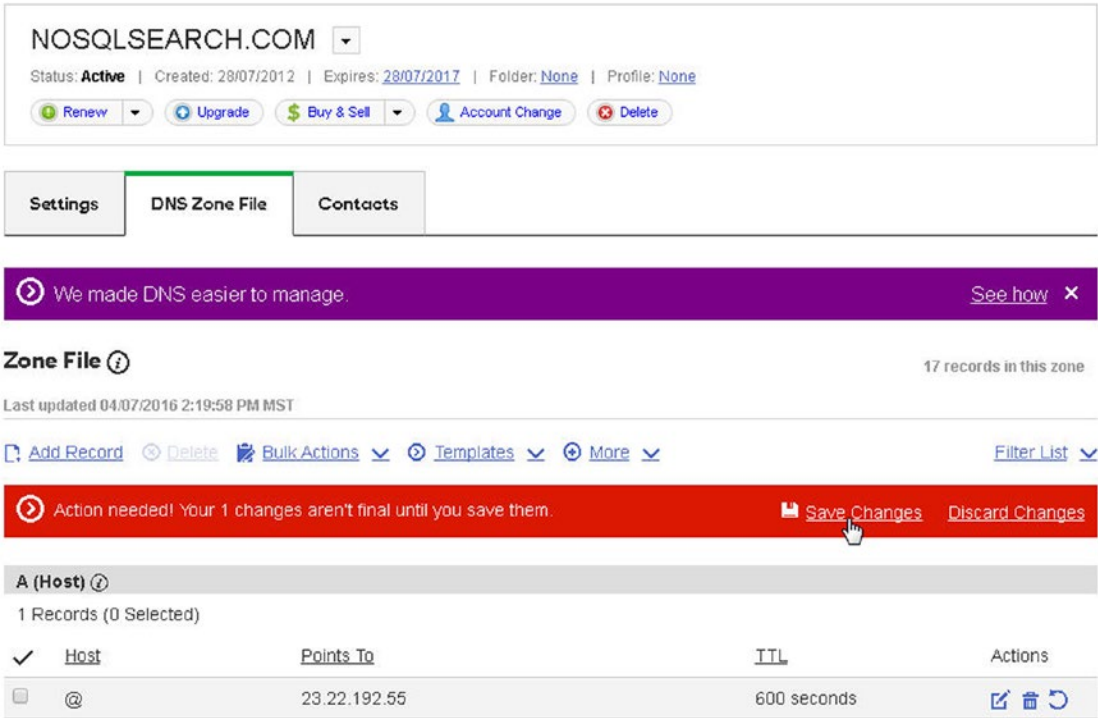 NOSQLSEARCH.COM
Status: Active | Created: 28/07/2012 | Expires: 28/07/2017 | Folder: None | Profile: None
Renew Upgrade Buy & Sell Account Change Delete
Settings DNS Zone File Contacts
We made DNS easier to manage. See how
Zone File 17 records in this zone
Last updated 04/07/2016 2:19:58 PM MST
Add Record Delete Bulk Actions Templates More Filter List
Action needed! Your 1 changes aren't final until you save them. Save Changes Discard Changes
A (Host)
1 Records (0 Selected)
Host Points To TTL Actions
@ 23.22.192.55 600 seconds